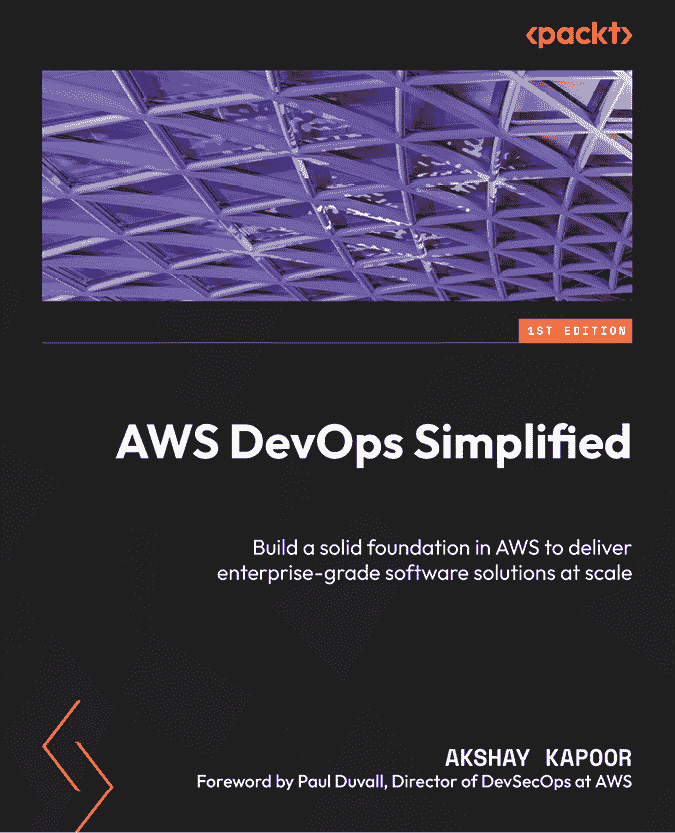 <packt>
1ST EDITION
AWS DevOps Simplified
Build a solid foundation in AWS to deliver
enterprise-grade software solutions at scale
AKSHAY KAPOOR
Foreword by Paul Duvall, Director of DevSecOps at AWS